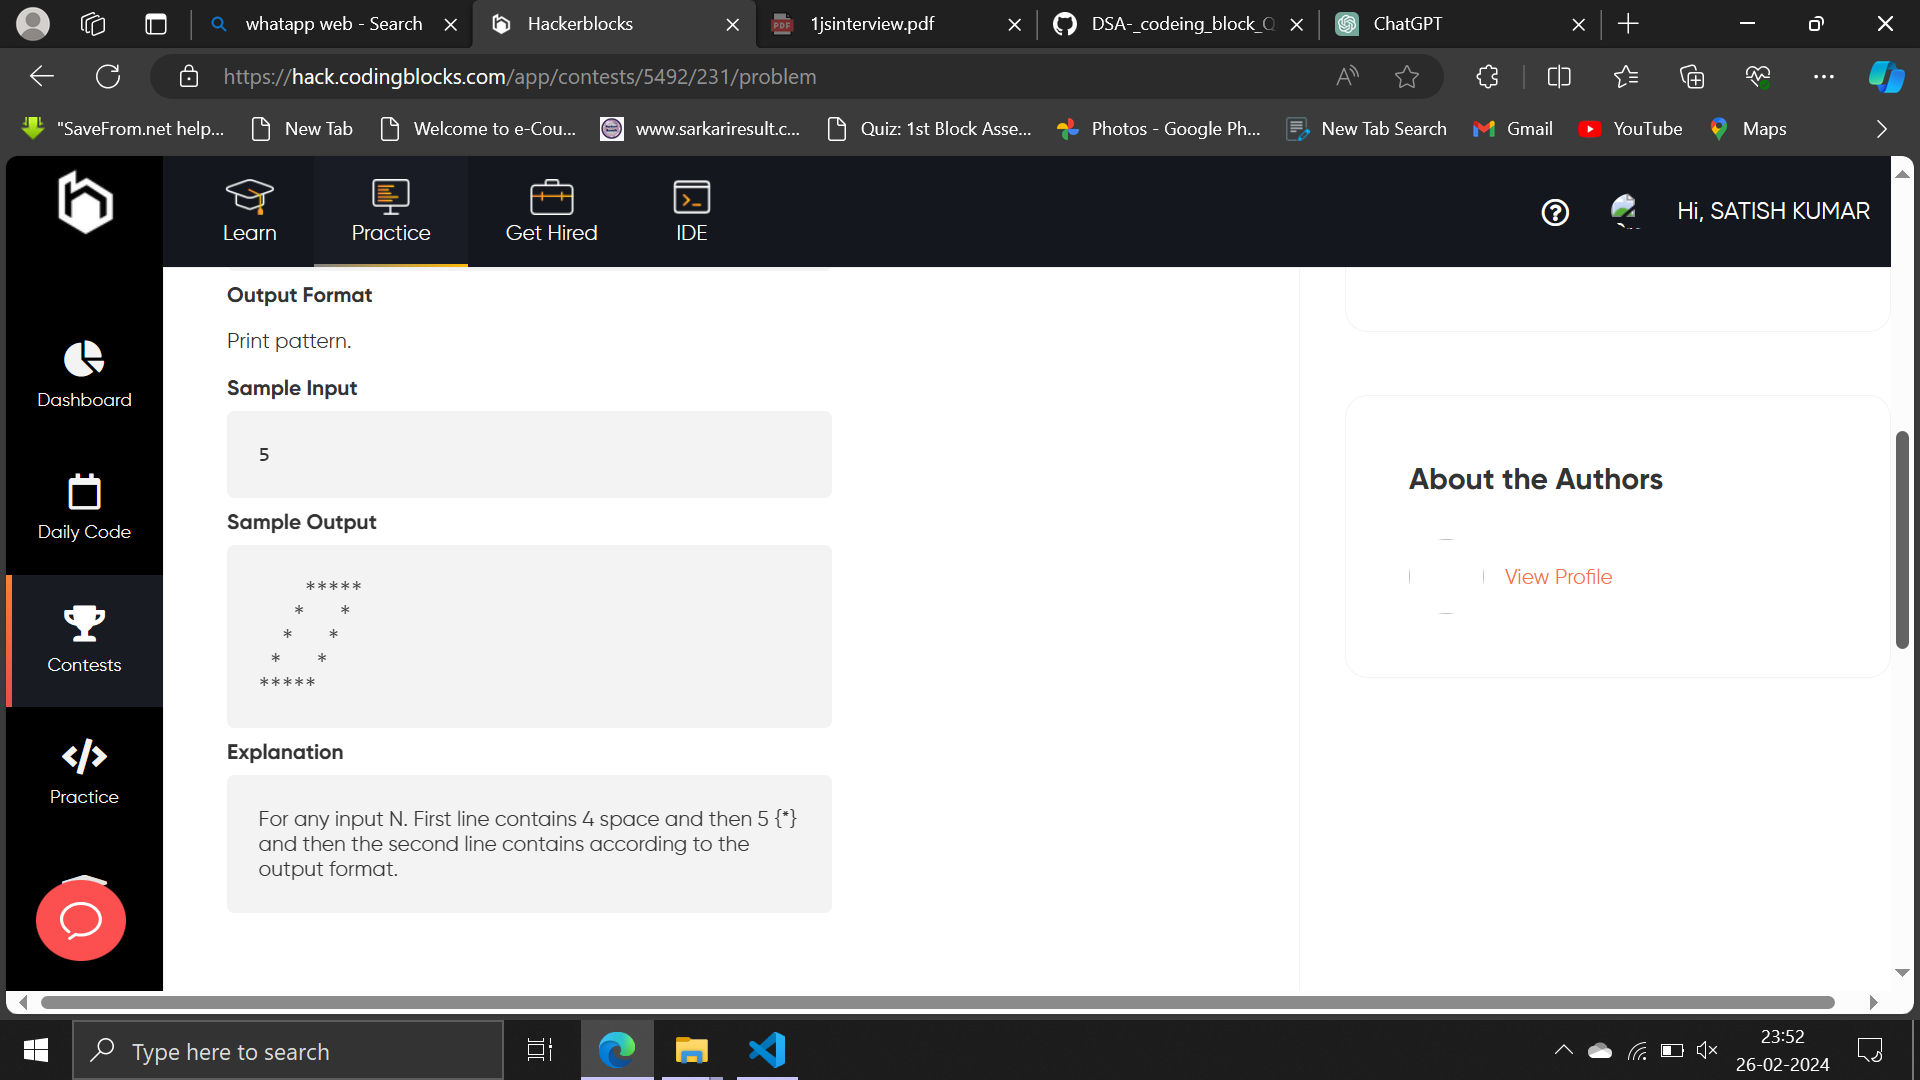 whatapp web - Search
Hackerblocks
1jsinterview.pdf
DSA-_codeing_block_Q
ChatGPT
https://hack.codingblocks.com/app/contests/5492/231/problem
"SaveFrom.net help...
New Tab
Welcome to e-Cou...
www.sarkariresult.c...
Quiz: 1st Block Asse...
Photos - Google Ph...
New Tab Search
Gmail
YouTube
Maps
Learn
Practice
Get Hired
IDE
Hi, SATISH KUMAR
Dashboard
Daily Code
Contests
Practice
Output Format
Print pattern.
Sample Input
5
Sample Output
    *****
   *   *
  *   *
 *   *
*****
Explanation
For any input N. First line contains 4 space and then 5 {*}
and then the second line contains according to the
output format.
About the Authors
View Profile
Type here to search
23:52
26-02-2024